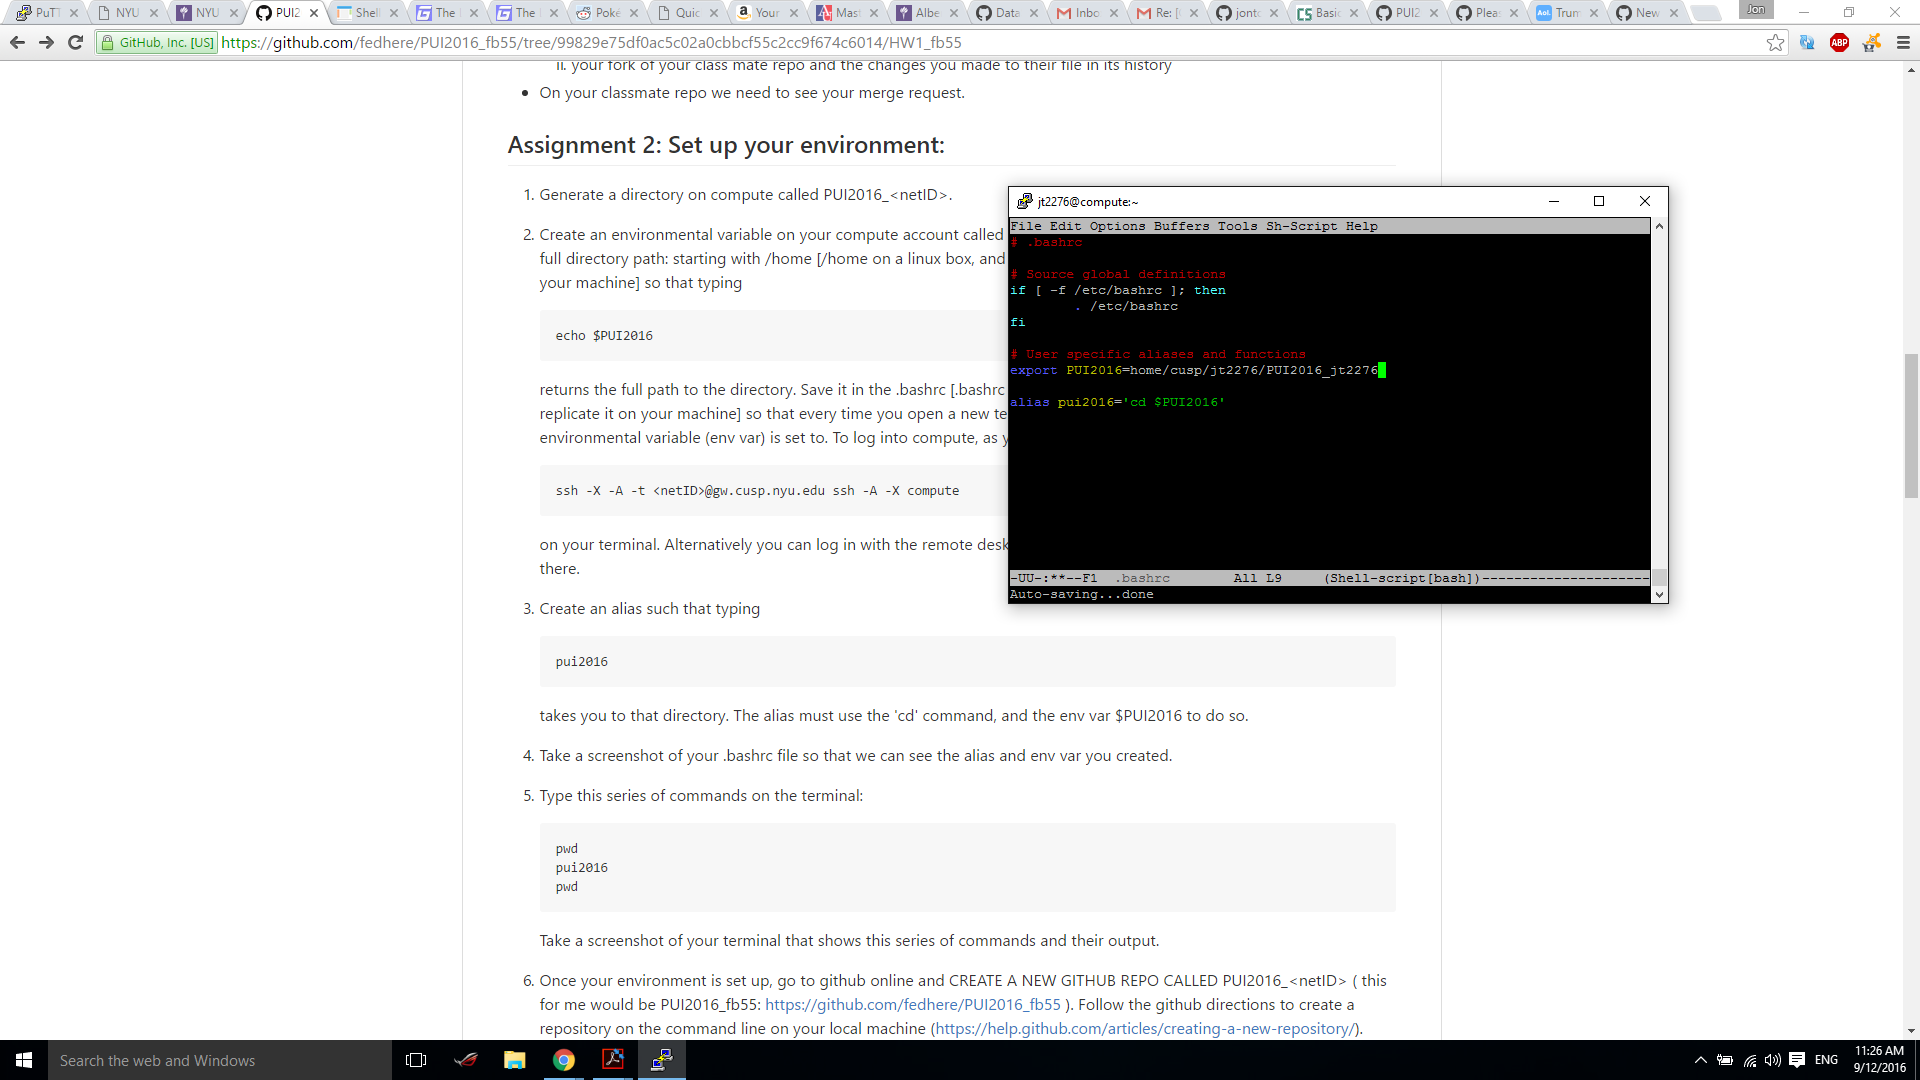 PuTT NYU NYU PUI2 Shell The The Poké Quic Your Mast Albe Data Inbo Re: [ jonto Basic PUI2 Plea Trum New Jon
GitHub, Inc. [US] https://github.com/fedhere/PUI2016_fb55/tree/99829e75df0ac5c02a0cbbcf55c2cc9f674c6014/HW1_fb55
ii. your fork of your class mate repo and the changes you made to their file in its history
On your classmate repo we need to see your merge request.
Assignment 2: Set up your environment:
1. Generate a directory on compute called PUI2016_<netID>.
2. Create an environmental variable on your compute account called
full directory path: starting with /home [/home on a linux box, and
your machine] so that typing
echo $PUI2016
returns the full path to the directory. Save it in the .bashrc [.bashrc
replicate it on your machine] so that every time you open a new te
environmental variable (env var) is set to. To log into compute, as y
ssh -X -A -t <netID>@gw.cusp.nyu.edu ssh -A -X compute
on your terminal. Alternatively you can log in with the remote desk
there.
3. Create an alias such that typing
pui2016
takes you to that directory. The alias must use the 'cd' command, and the env var $PUI2016 to do so.
4. Take a screenshot of your .bashrc file so that we can see the alias and env var you created.
5. Type this series of commands on the terminal:
pwd
pui2016
pwd
Take a screenshot of your terminal that shows this series of commands and their output.
6. Once your environment is set up, go to github online and CREATE A NEW GITHUB REPO CALLED PUI2016_<netID> ( this
for me would be PUI2016_fb55: https://github.com/fedhere/PUI2016_fb55 ). Follow the github directions to create a
repository on the command line on your local machine (https://help.github.com/articles/creating-a-new-repository/).
jt2276@compute:~
File Edit Options Buffers Tools Sh-Script Help
# .bashrc
# Source global definitions
if [ -f /etc/bashrc ]; then
. /etc/bashrc
fi
# User specific aliases and functions
export PUI2016=home/cusp/jt2276/PUI2016_jt2276
alias pui2016='cd $PUI2016'
-UU-:**--F1 .bashrc All L9 (Shell-script[bash])---------------------
Auto-saving...done
Search the web and Windows
ENG
11:26 AM
9/12/2016